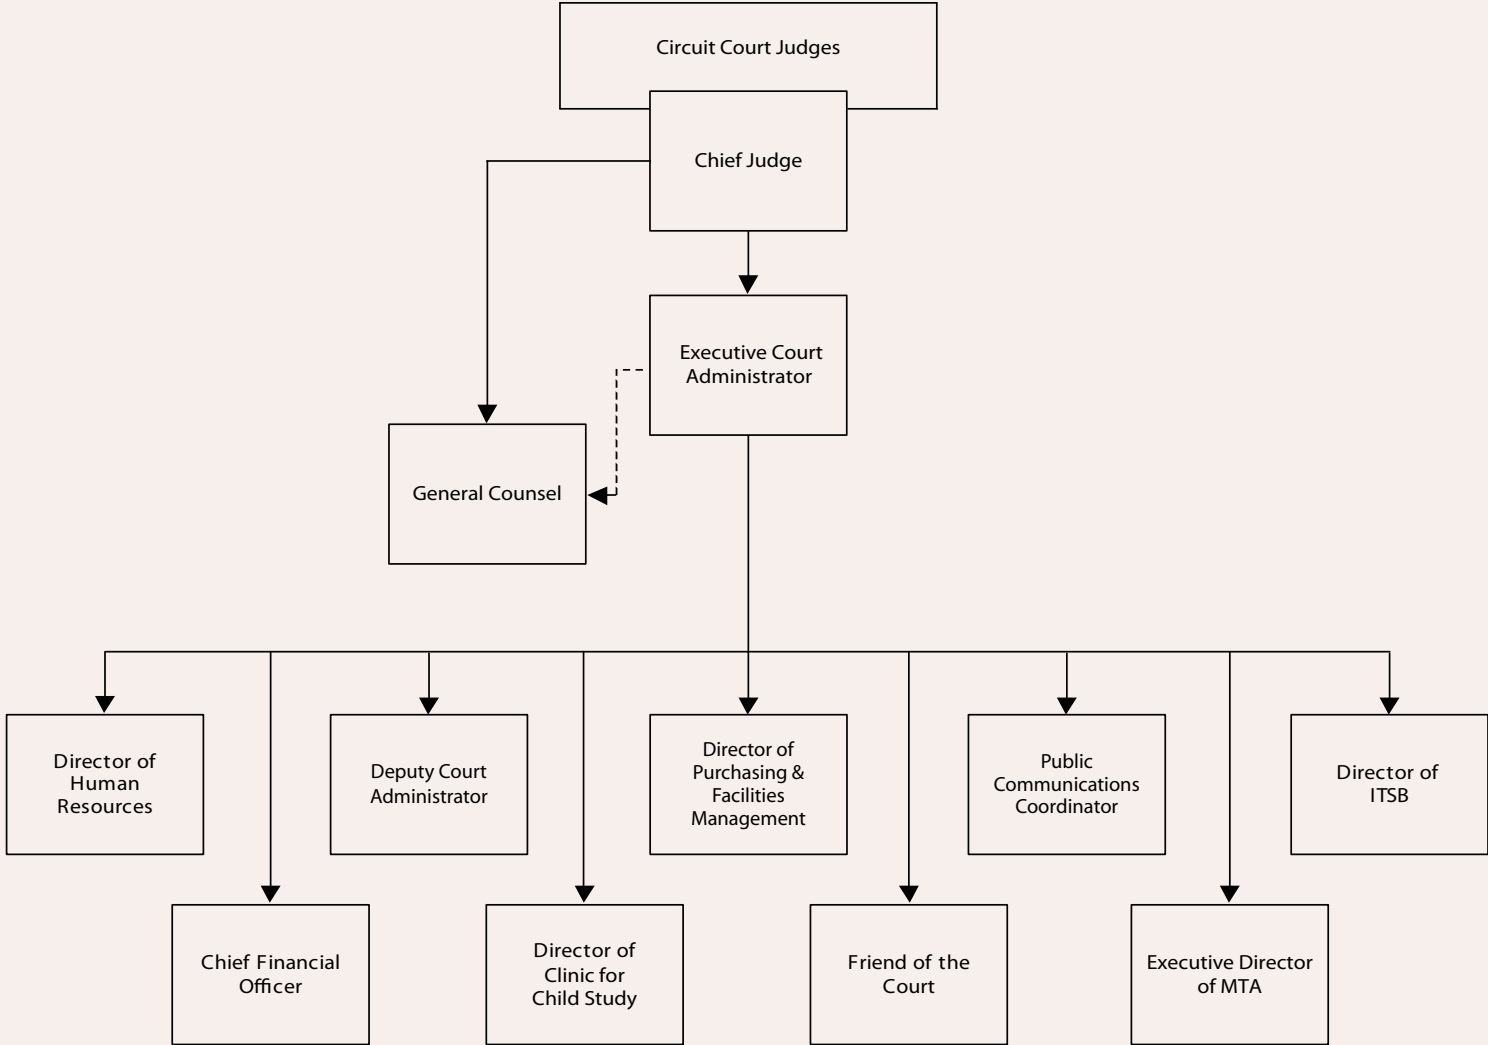 Circuit Court Judges
Chief Judge
Executive Court
Administrator
General Counsel
Director of
Human
Resources
Deputy Court
Administrator
Director of
Purchasing &
Facilities
Management
Public
Communications
Coordinator
Director of
ITSB
Chief Financial
Officer
Director of
Clinic for
Child Study
Friend of the
Court
Executive Director
of MTA